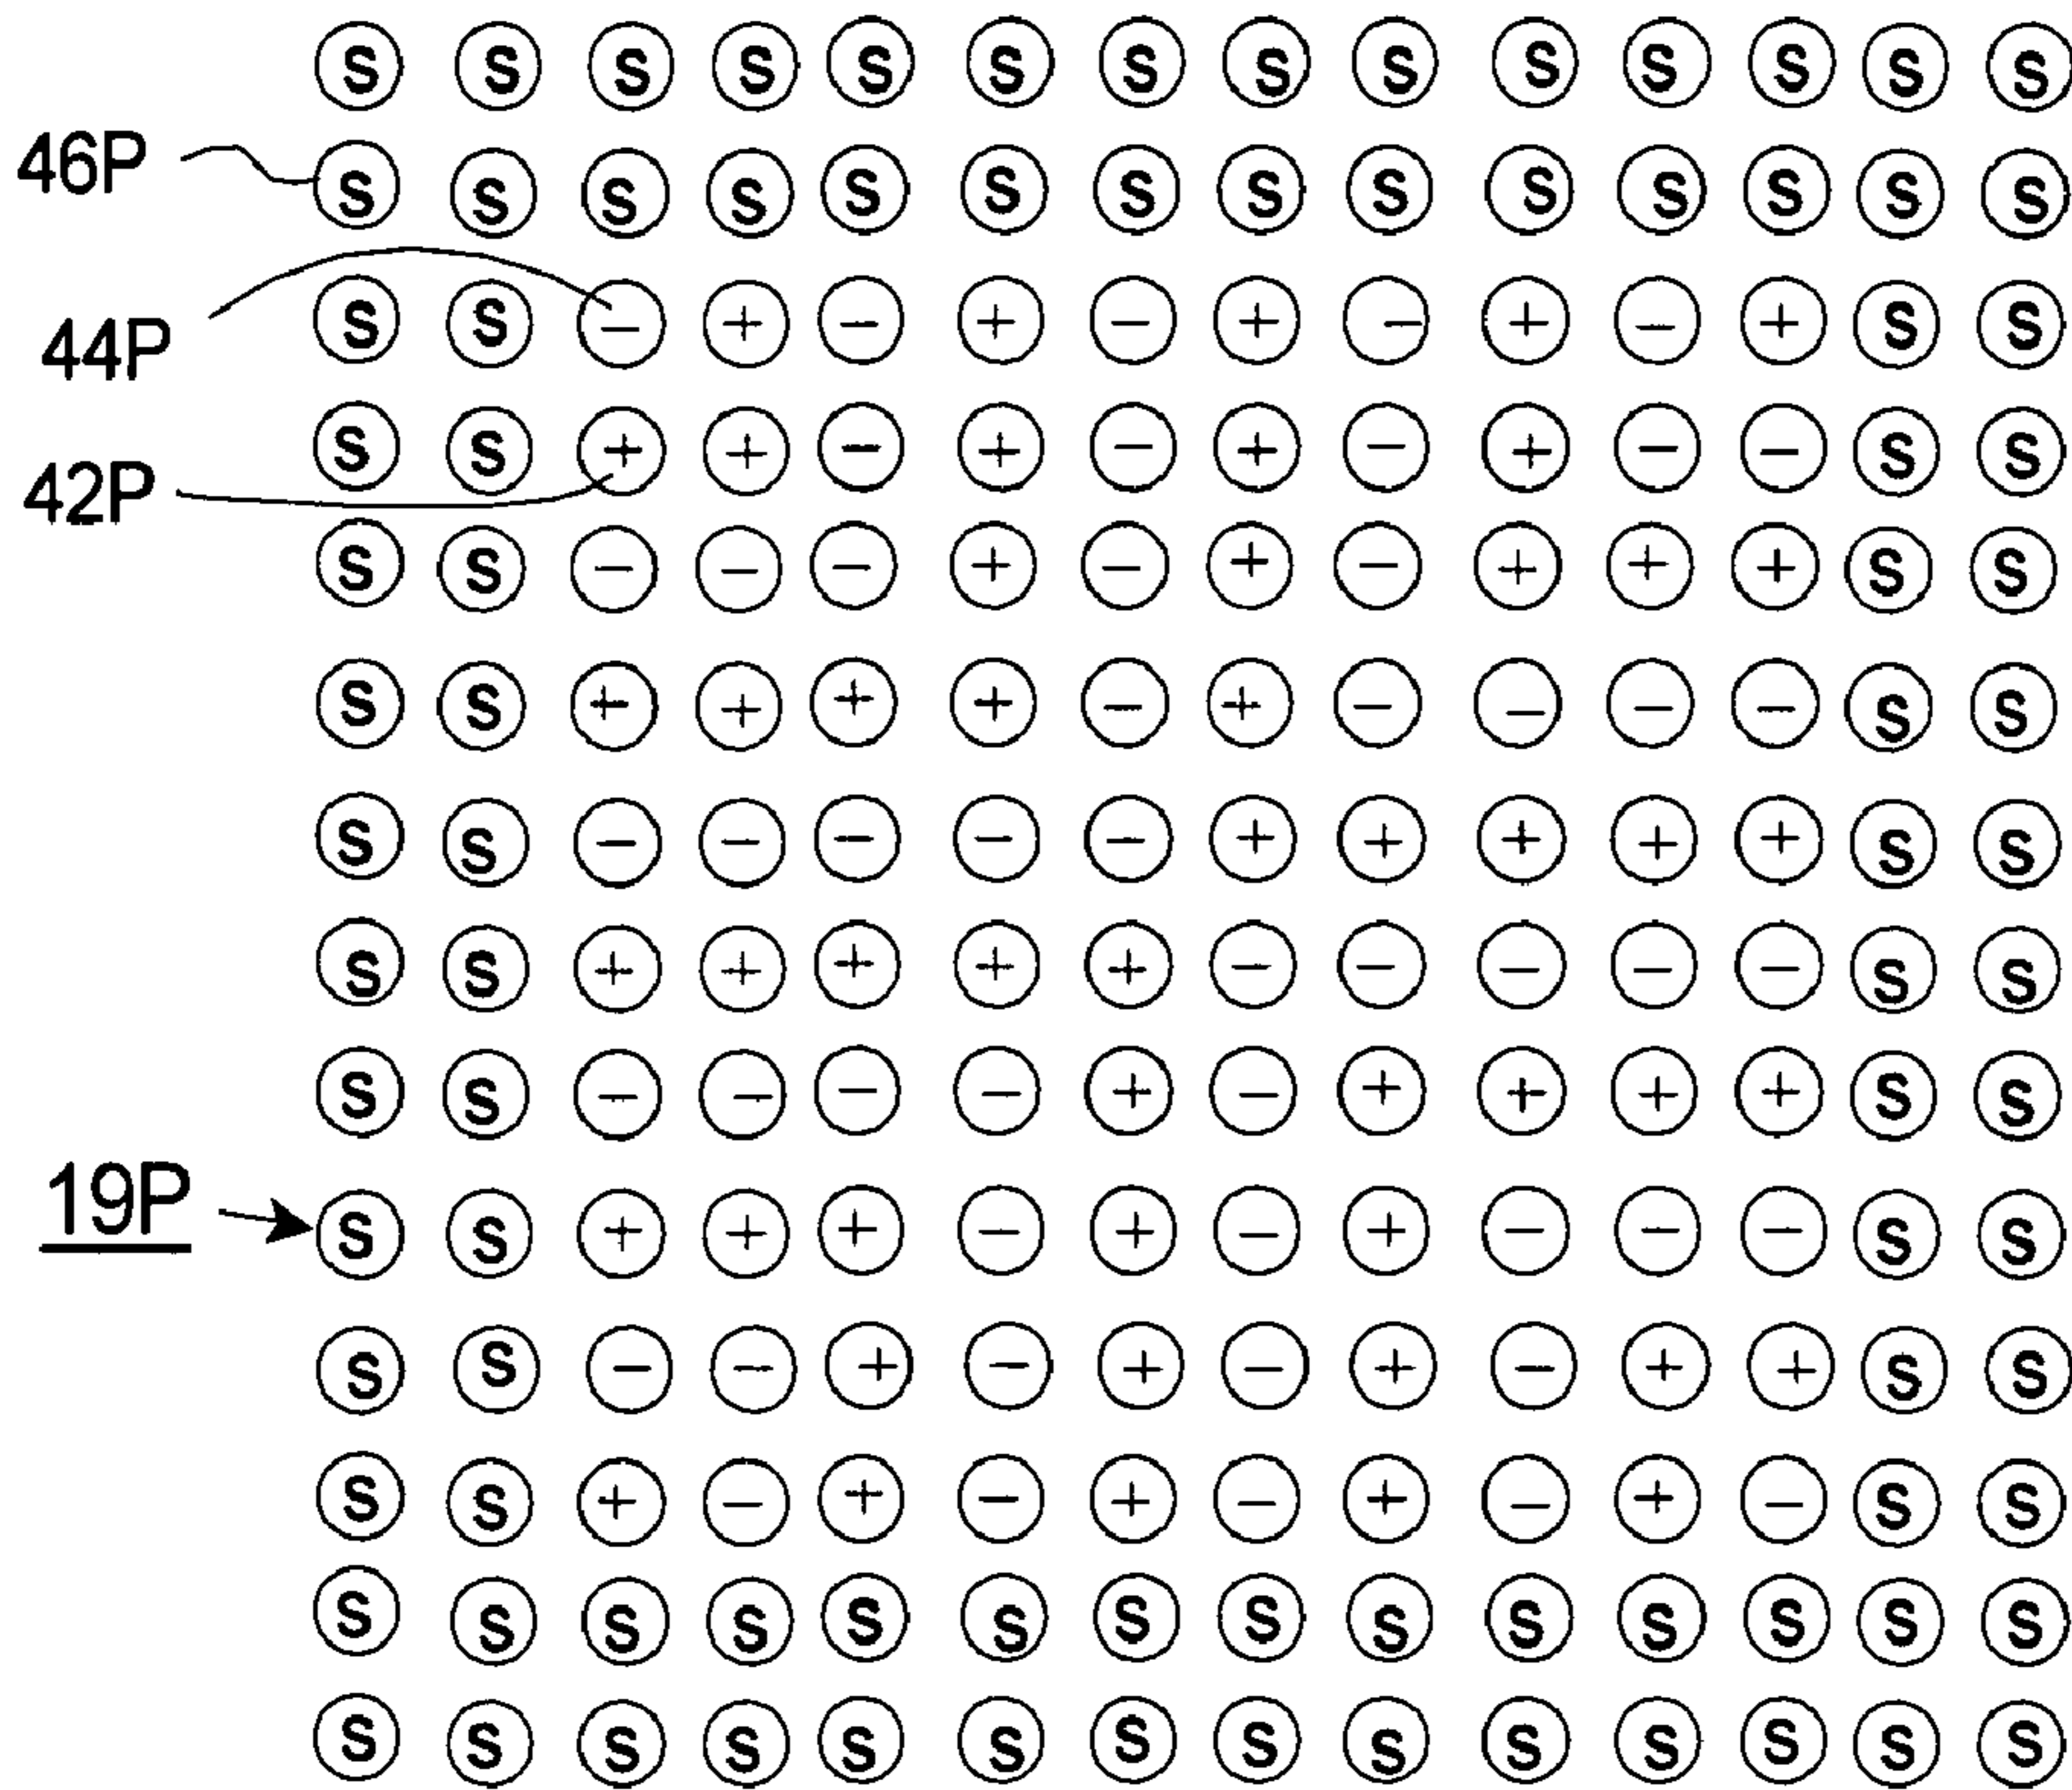 S S S S S S S S S S S S S S
46P S S S S S S S S S S S S S S
44P S S − + − + − + − + − + S S
42P S S + + − + − + − + − − S S
S S − − − + − + − + + + S S
S S + + + + − + − − − − S S
S S − − − − − + + + + + S S
S S + + + + + − − − − − S S
S S − − − − + − + + + + S S
19P S S + + + − + − + − − − S S
S S − − + − + − + − + + S S
S S + − + − + − + − + − S S
S S S S S S S S S S S S S S
S S S S S S S S S S S S S S